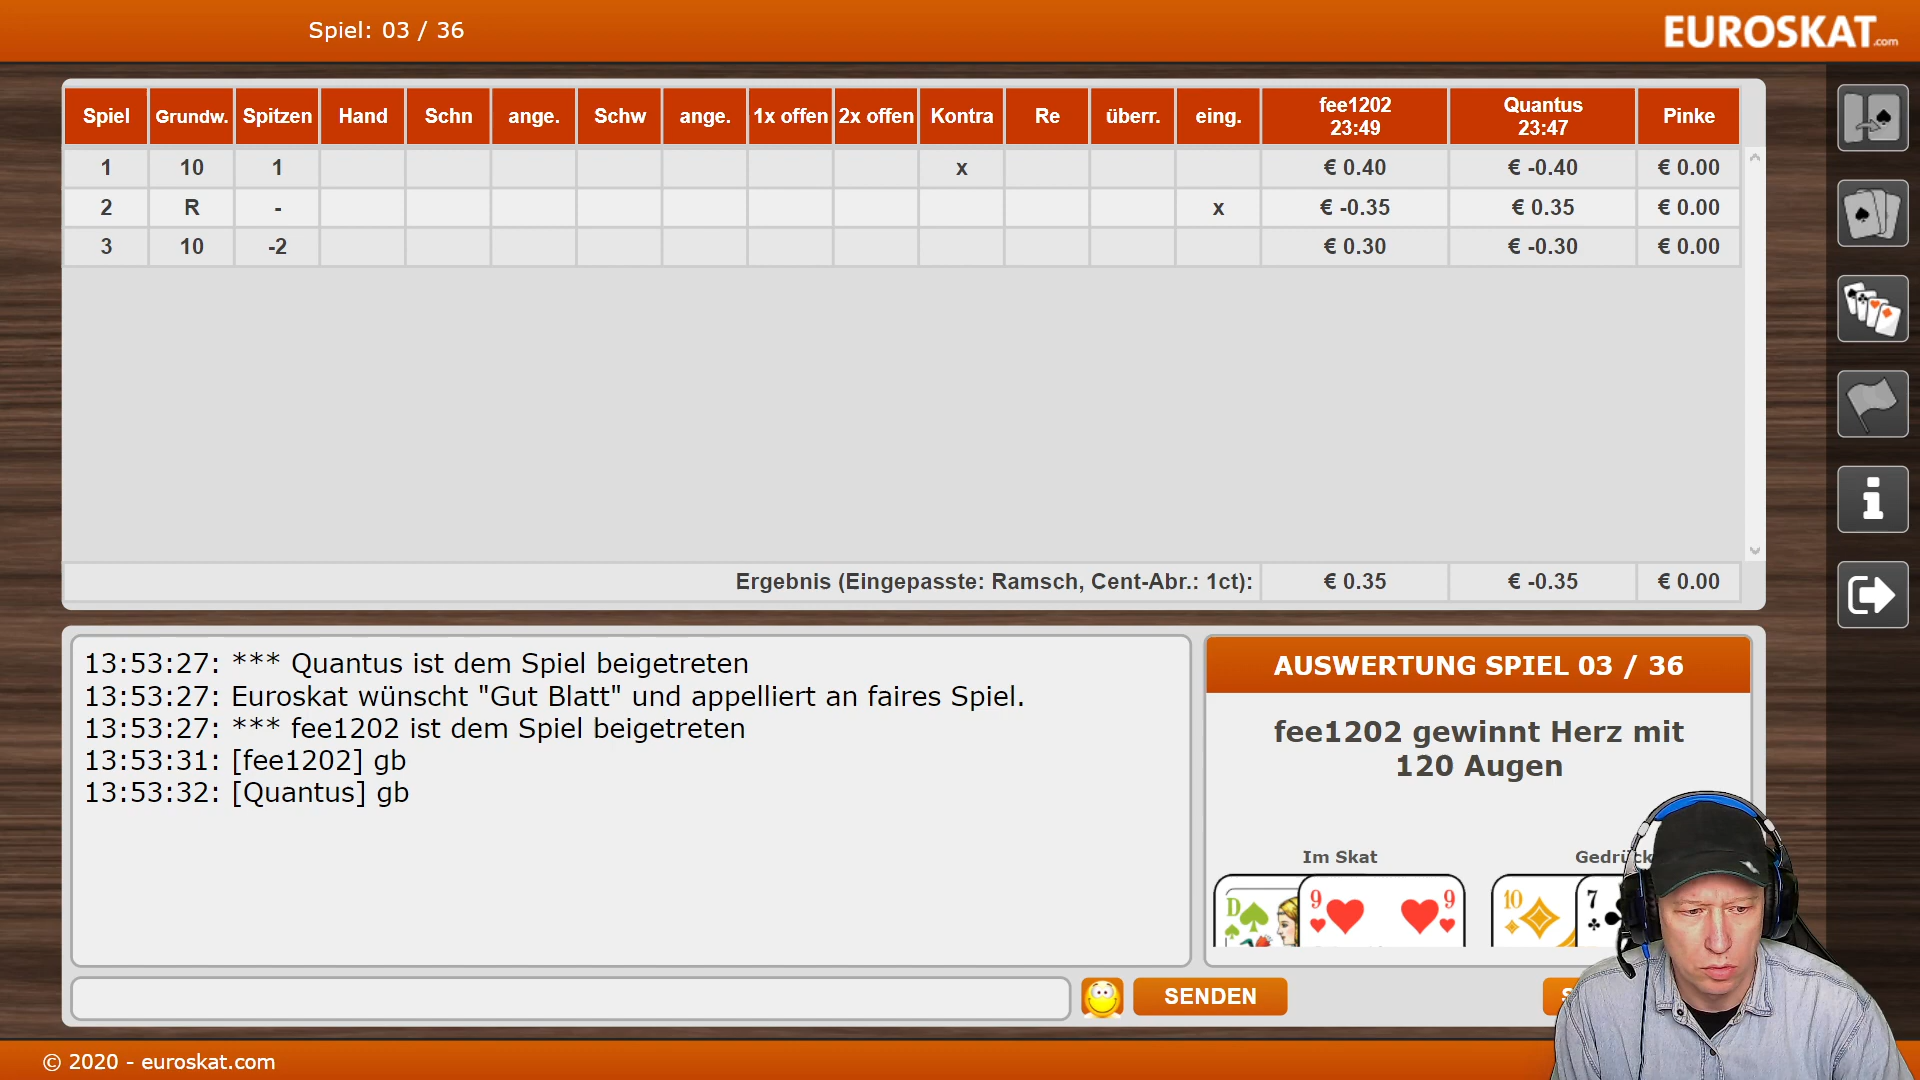 Spiel: 03 / 36
EUROSKAT.com
Spiel Grundw. Spitzen Hand Schn ange. Schw ange. 1x offen 2x offen Kontra Re überr. eing. fee1202 23:49 Quantus 23:47 Pinke
1 10 1 x € 0.40 € -0.40 € 0.00
2 R - x € -0.35 € 0.35 € 0.00
3 10 -2 € 0.30 € -0.30 € 0.00
Ergebnis (Eingepasste: Ramsch, Cent-Abr.: 1ct): € 0.35 € -0.35 € 0.00
13:53:27: *** Quantus ist dem Spiel beigetreten
13:53:27: Euroskat wünscht "Gut Blatt" und appelliert an faires Spiel.
13:53:27: *** fee1202 ist dem Spiel beigetreten
13:53:31: [fee1202] gb
13:53:32: [Quantus] gb
AUSWERTUNG SPIEL 03 / 36
fee1202 gewinnt Herz mit
120 Augen
Im Skat
D 9 9 10 7
SENDEN
© 2020 - euroskat.com